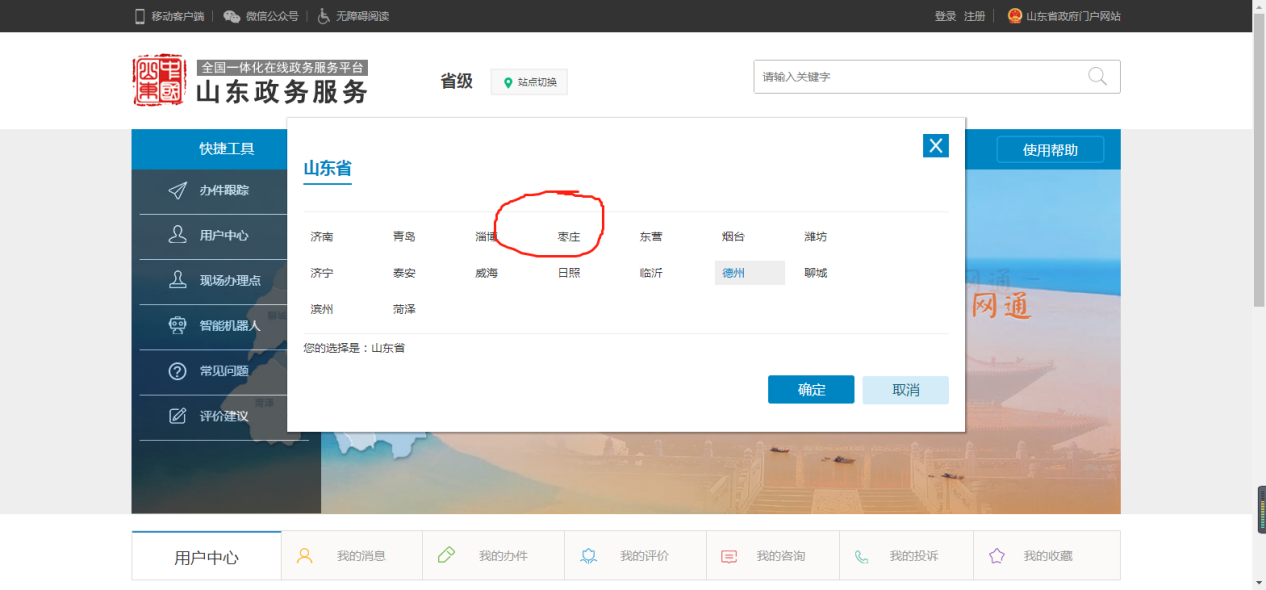 移动客户端 微信公众号 无障碍阅读 登录 注册 山东省政府门户网站
全国一体化在线政务服务平台
山东政务服务
省级 站点切换 请输入关键字
快捷工具 使用帮助
山东省 X
办件跟踪
济南 青岛 淄博 枣庄 东营 烟台 潍坊
用户中心
济宁 泰安 威海 日照 临沂 德州 聊城
现场办理点
滨州 菏泽
网通
智能机器人
您的选择是：山东省
常见问题
确定 取消
菏泽
评价建议
用户中心 我的消息 我的办件 我的评价 我的咨询 我的投诉 我的收藏